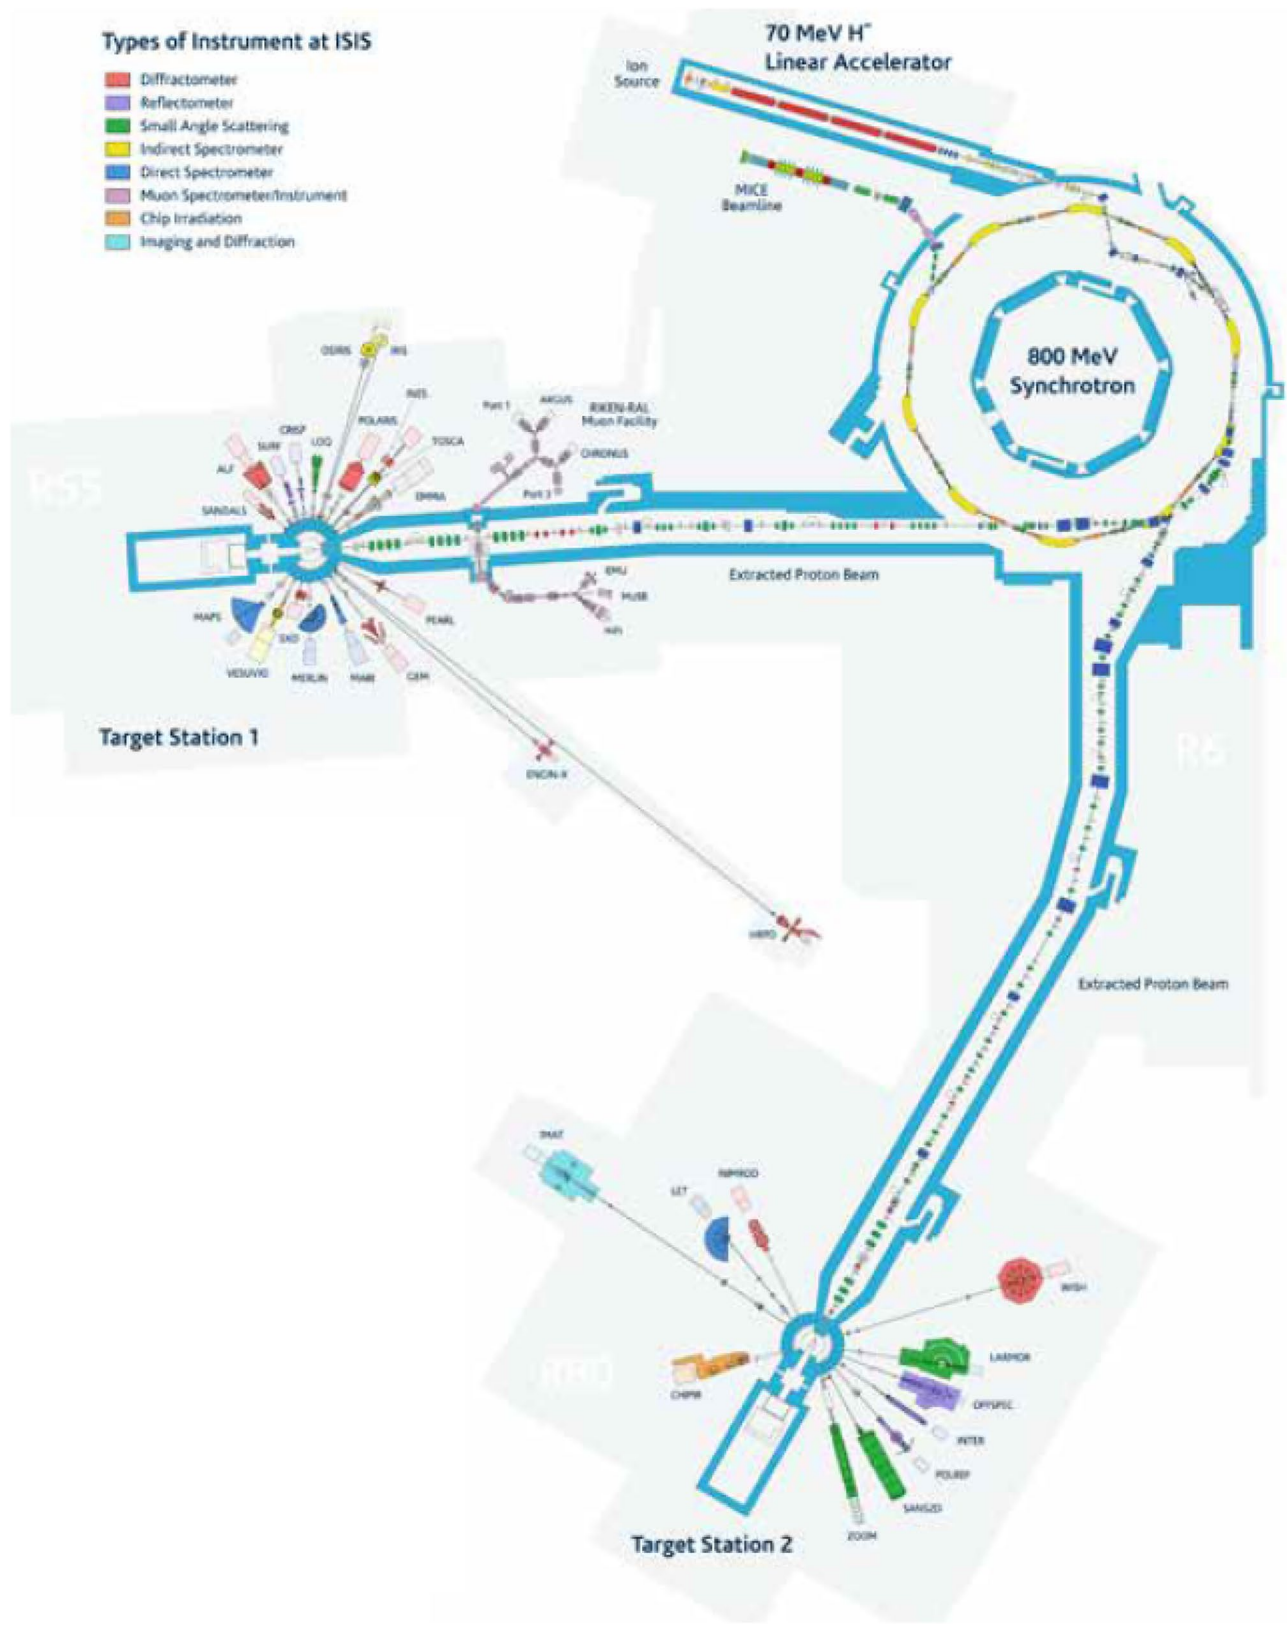 Types of Instrument at ISIS
Diffractometer
Reflectometer
Small Angle Scattering
Indirect Spectrometer
Direct Spectrometer
Muon Spectrometer/Instrument
Chip Irradiation
Imaging and Diffraction
70 MeV H⁻
Linear Accelerator
Ion
Source
MICE
Beamline
800 MeV
Synchrotron
OSIRIS
IRIS
INES
POLARIS
TOSCA
CRISP
SURF
LOQ
ALF
SANDALS
EMMA
Port 1
ARGUS
RIKEN-RAL
Muon Facility
CHRONUS
Port 3
R55
Extracted Proton Beam
EMU
MUSR
HIFI
MAPS
VESUVIO
SXD
MERLIN
MARI
GEM
PEARL
Target Station 1
ENGIN-X
HRPD
R6
Extracted Proton Beam
IMAT
LET
NIMROD
WISH
LARMOR
OFFSPEC
INTER
POLREF
SANS2D
ZOOM
CHIPIR
R80
Target Station 2